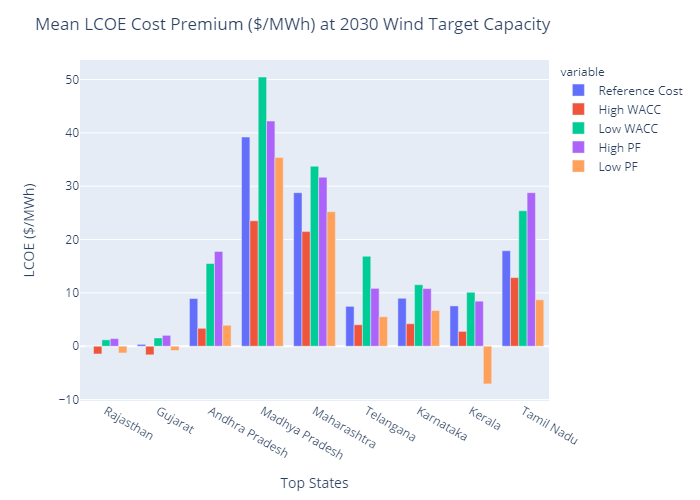 Mean LCOE Cost Premium ($/MWh) at 2030 Wind Target Capacity
variable
Reference Cost
High WACC
Low WACC
High PF
Low PF
LCOE ($/MWh)
50
40
30
20
10
0
−10
Rajasthan
Gujarat
Andhra Pradesh
Madhya Pradesh
Maharashtra
Telangana
Karnataka
Kerala
Tamil Nadu
Top States